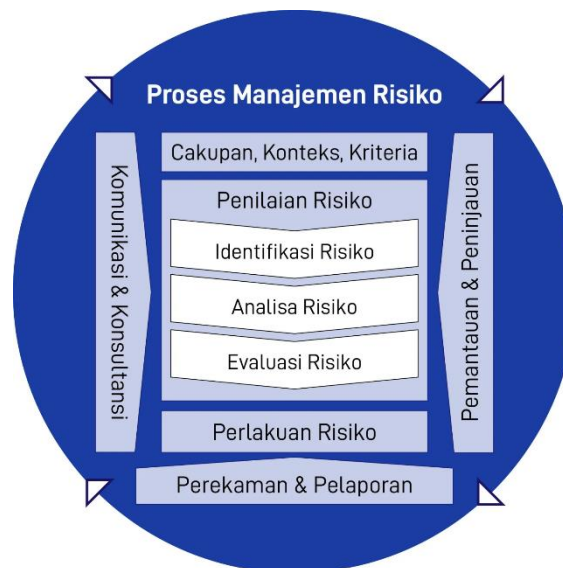 Proses Manajemen Risiko
Komunikasi & Konsultansi
Cakupan, Konteks, Kriteria
Penilaian Risiko
Identifikasi Risiko
Analisa Risiko
Evaluasi Risiko
Perlakuan Risiko
Pemantauan & Peninjauan
Perekaman & Pelaporan